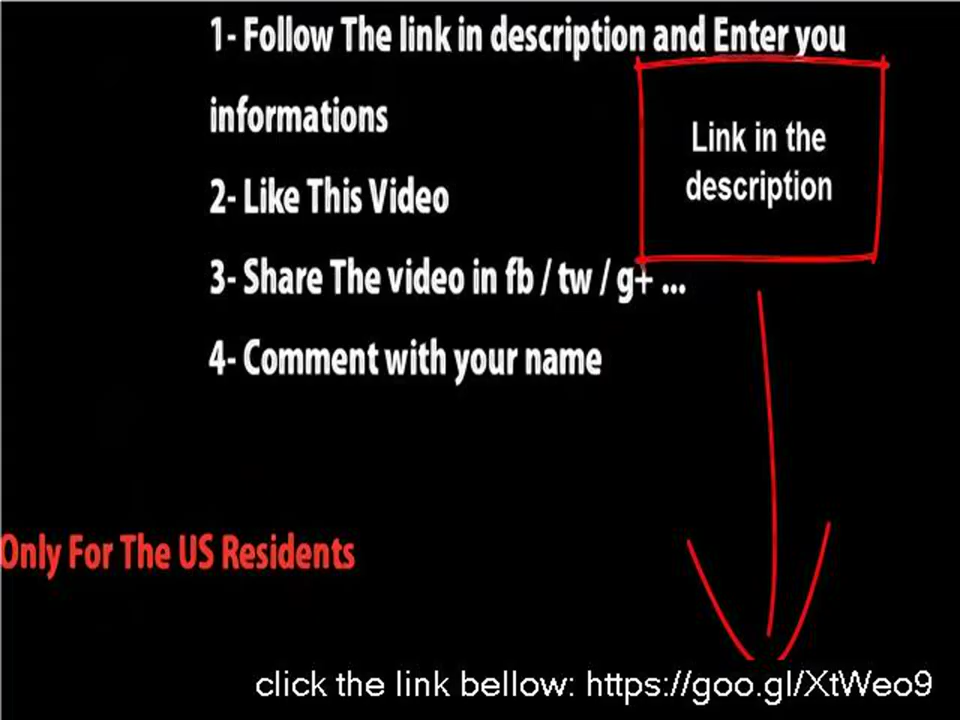 1- Follow The link in description and Enter you
informations
Link in the
description
2- Like This Video
3- Share The video in fb / tw / g+ ...
4- Comment with your name
Only For The US Residents
click the link bellow: https://goo.gl/XtWeo9